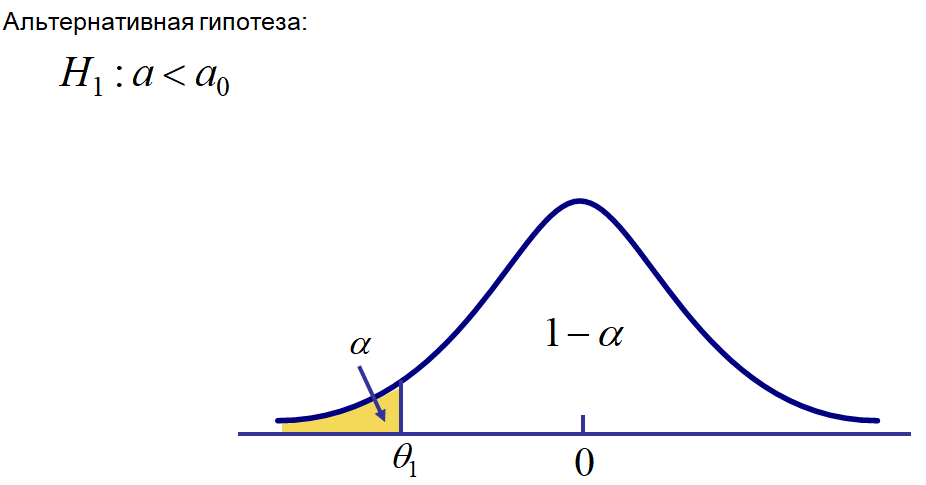 Альтернативная гипотеза:
H₁ : a < a₀
α
1 − α
θ₁
0